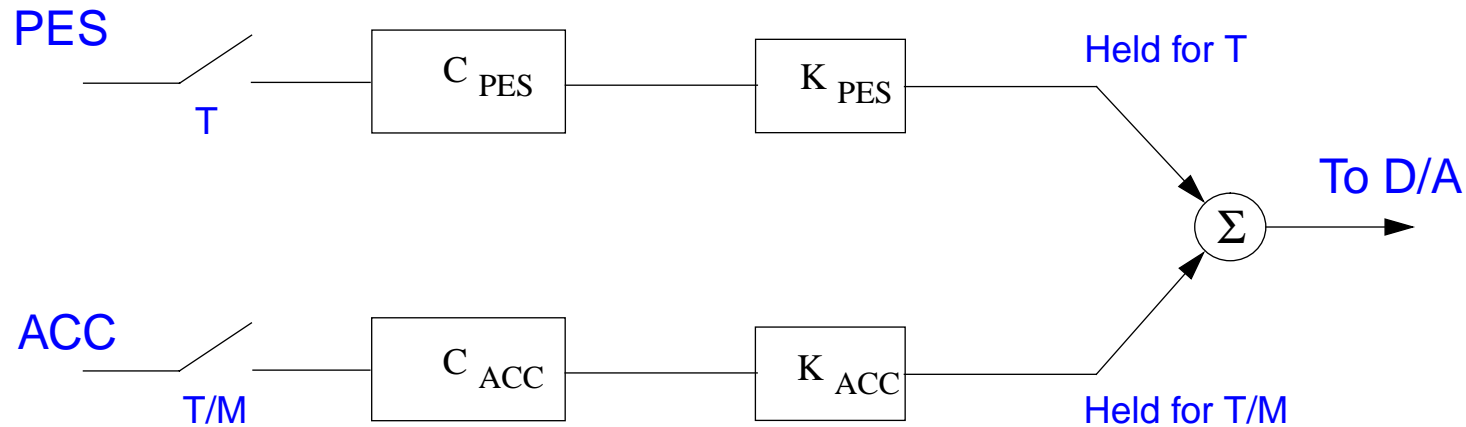 PES
T
C PES
K PES
Held for T
Σ
To D/A
ACC
T/M
C ACC
K ACC
Held for T/M